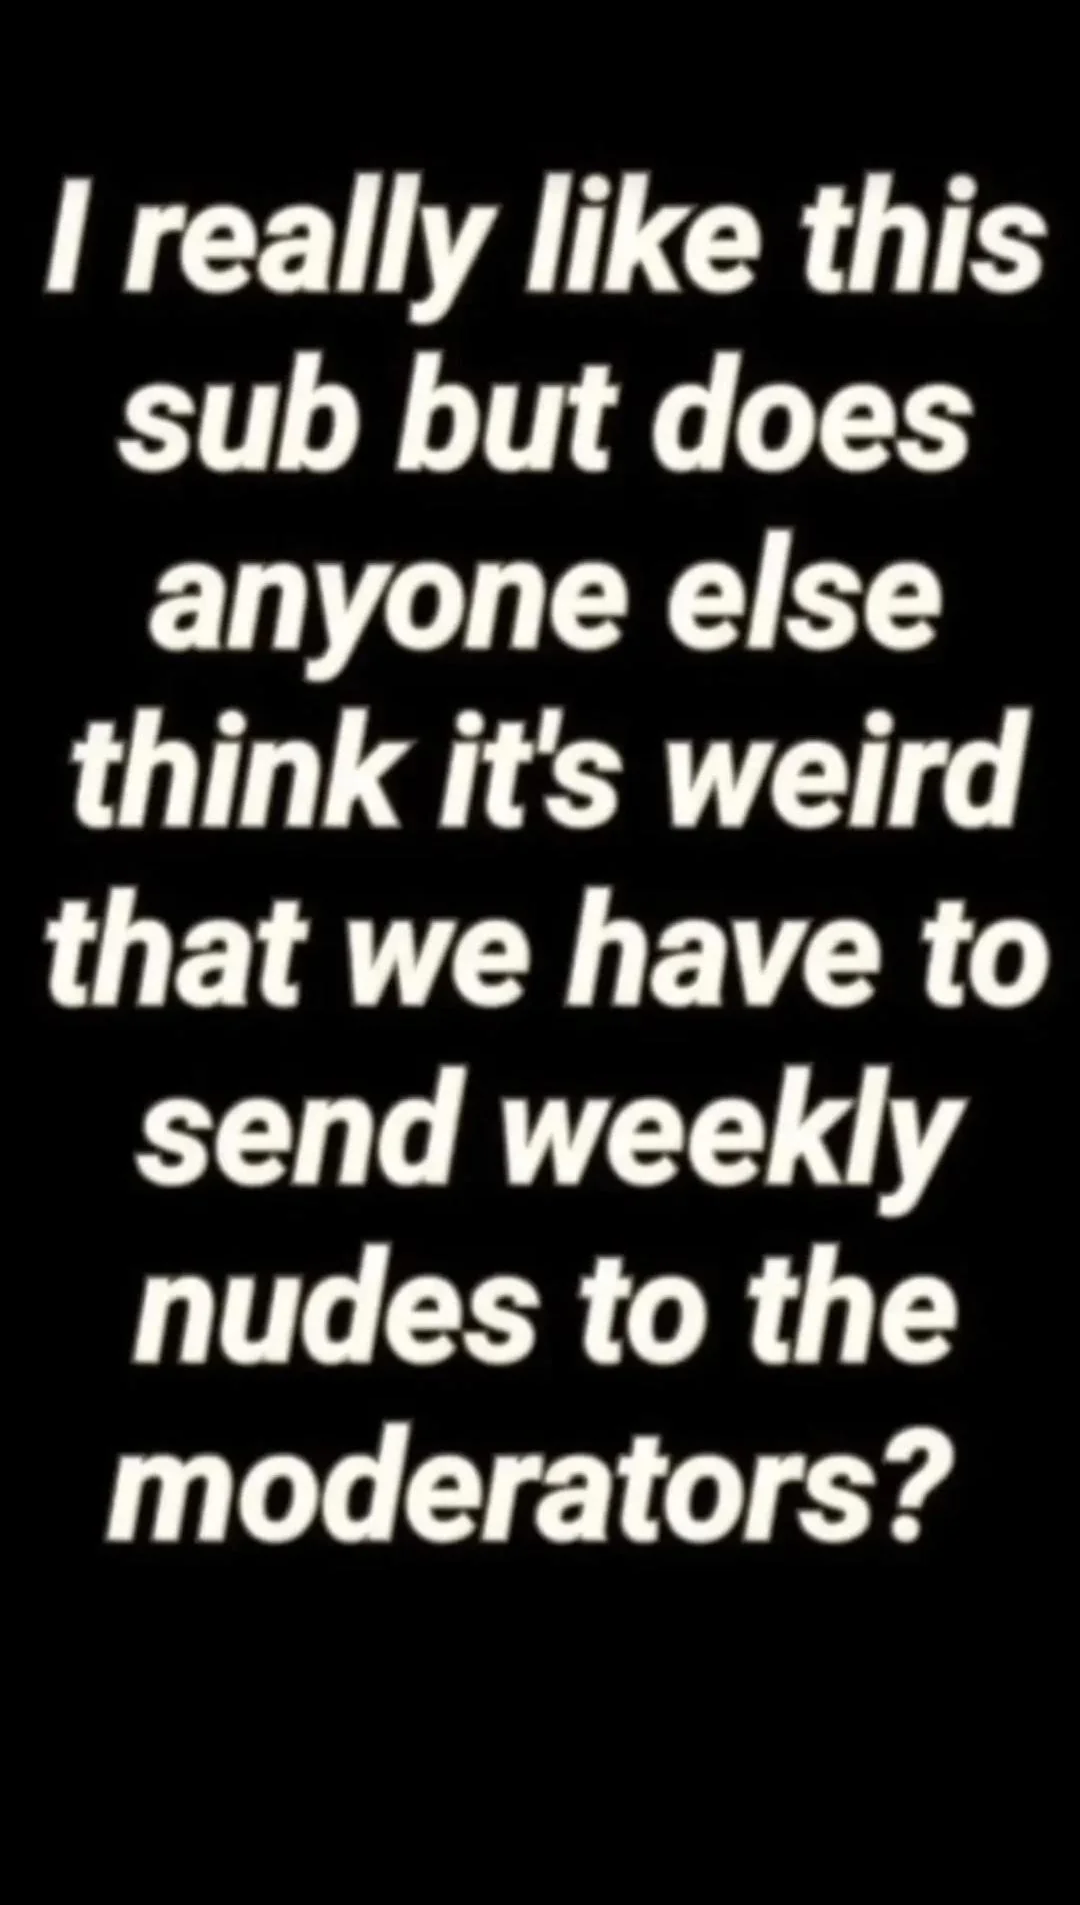 I really like this
sub but does
anyone else
think it's weird
that we have to
send weekly
nudes to the
moderators?